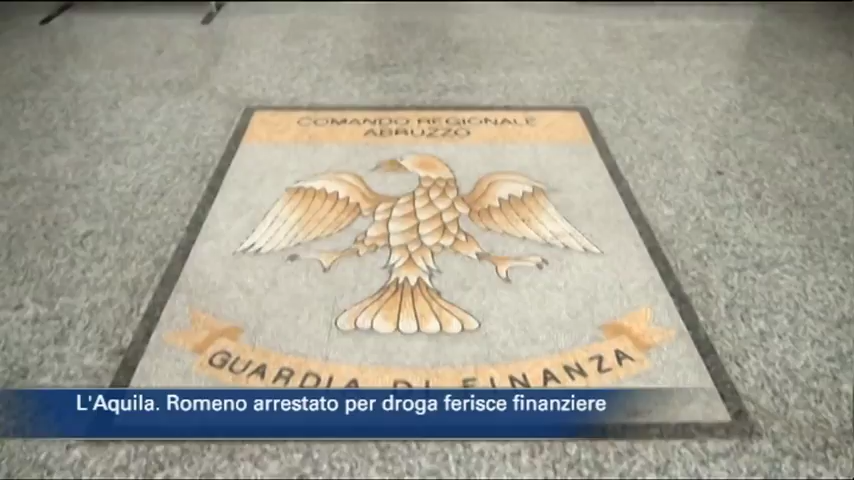 COMANDO REGIONALE
ABRUZZO
GUARDIA DI FINANZA
L'Aquila. Romeno arrestato per droga ferisce finanziere